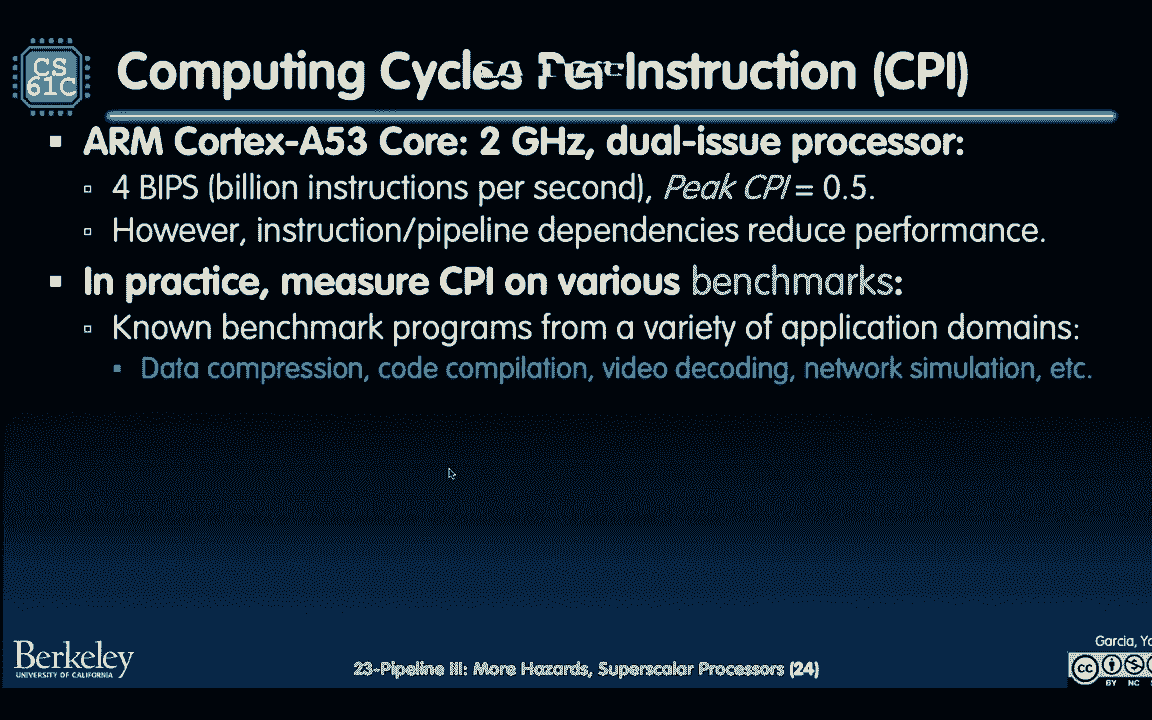 CS
61C
Computing Cycles Per Instruction (CPI)
▪ ARM Cortex-A53 Core: 2 GHz, dual-issue processor:
▫ 4 BIPS (billion instructions per second), Peak CPI = 0.5.
▫ However, instruction/pipeline dependencies reduce performance.
▪ In practice, measure CPI on various benchmarks:
▫ Known benchmark programs from a variety of application domains:
▪ Data compression, code compilation, video decoding, network simulation, etc.
Berkeley
UNIVERSITY OF CALIFORNIA
23-Pipeline III: More Hazards, Superscalar Processors (24)
Garcia,
cc
BY NC